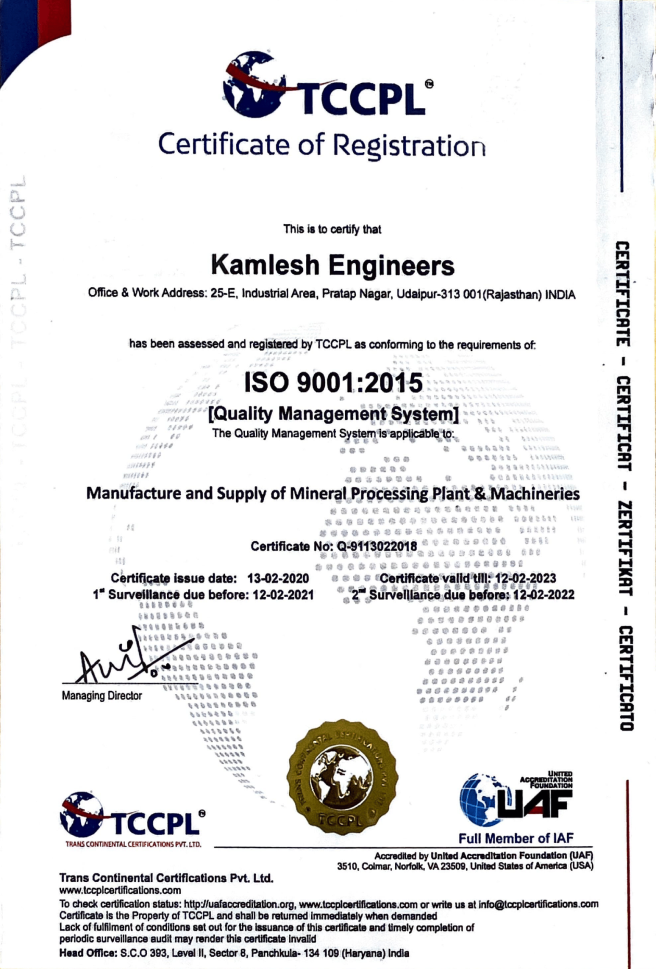 TCCPL®
Certificate of Registration
This is to certify that
Kamlesh Engineers
Office & Work Address: 25-E, Industrial Area, Pratap Nagar, Udaipur-313 001(Rajasthan) INDIA
has been assessed and registered by TCCPL as conforming to the requirements of:
ISO 9001:2015
[Quality Management System]
The Quality Management System is applicable to:
Manufacture and Supply of Mineral Processing Plant & Machineries
Certificate No: Q-9113022018
Certificate issue date: 13-02-2020
Certificate valid till: 12-02-2023
1st Surveillance due before: 12-02-2021
2nd Surveillance due before: 12-02-2022
Managing Director
TCCPL
TCCPL®
TRANS CONTINENTAL CERTIFICATIONS PVT. LTD.
UNITED
ACCREDITATION
FOUNDATION
UAF
Full Member of IAF
Accredited by United Accreditation Foundation (UAF)
3510, Colmar, Norfolk, VA 23509, United States of America (USA)
Trans Continental Certifications Pvt. Ltd.
www.tccplcertifications.com
To check certification status: http://uafaccreditation.org, www.tccplcertifications.com or write us at info@tccplcertifications.com
Certificate is the Property of TCCPL and shall be returned immediately when demanded
Lack of fulfilment of conditions set out for the issuance of this certificate and timely completion of
periodic surveillance audit may render this certificate invalid
Head Office: S.C.O 393, Level II, Sector 8, Panchkula- 134 109 (Haryana) India
CERTIFICATE - CERTIFICAT - ZERTIFIKAT - CERTIFICATO
TCCPL TCCPL - TCCPL